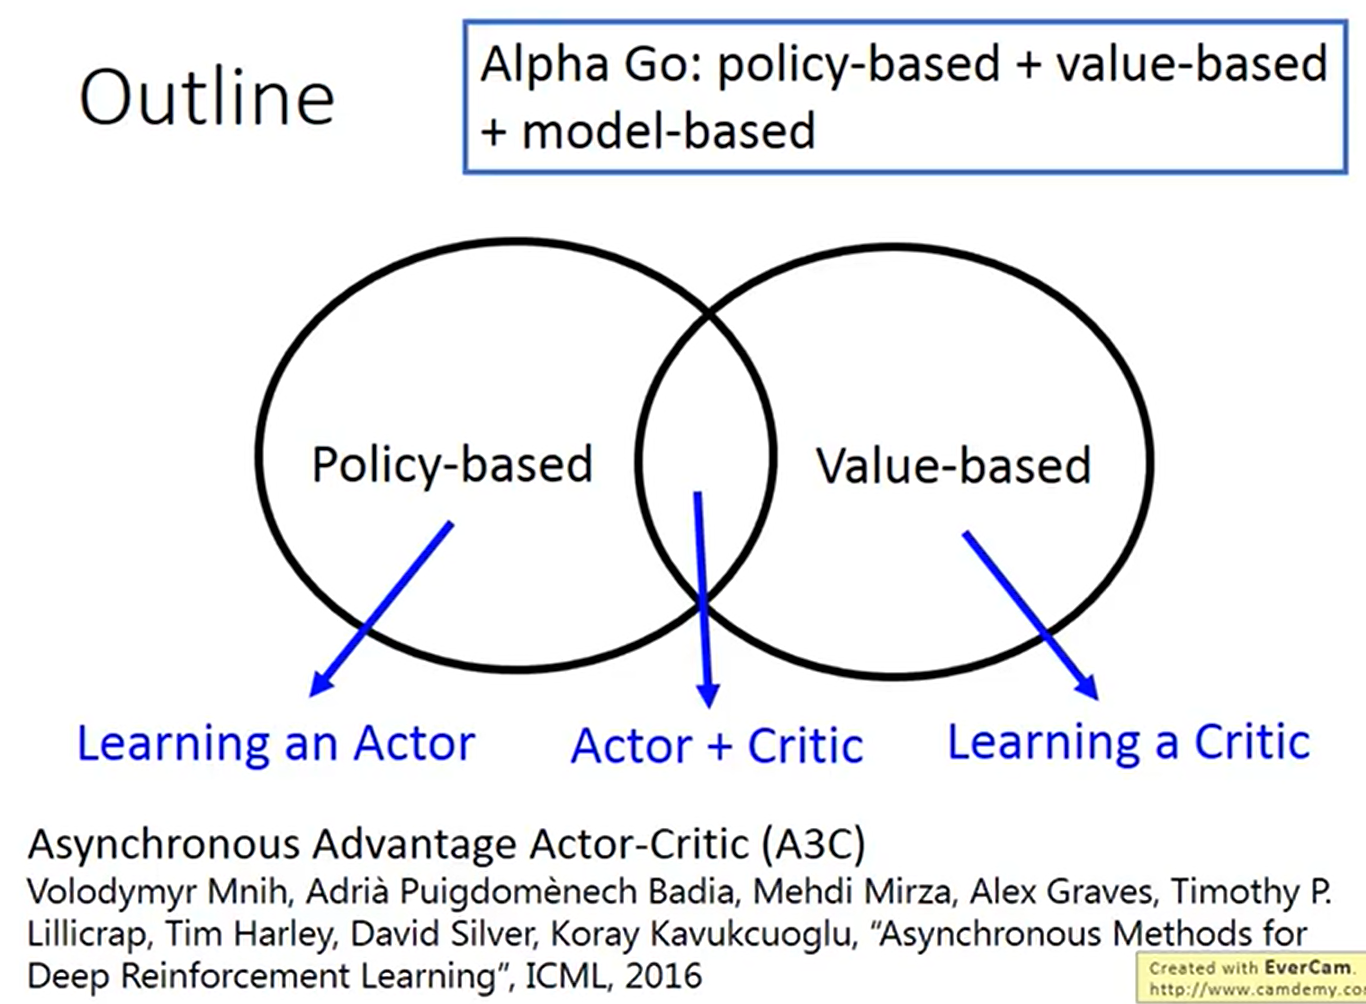 Outline
Alpha Go: policy-based + value-based
+ model-based
Policy-based
Value-based
Learning an Actor
Actor + Critic
Learning a Critic
Asynchronous Advantage Actor-Critic (A3C)
Volodymyr Mnih, Adrià Puigdomènech Badia, Mehdi Mirza, Alex Graves, Timothy P.
Lillicrap, Tim Harley, David Silver, Koray Kavukcuoglu, “Asynchronous Methods for
Deep Reinforcement Learning”, ICML, 2016
Created with EverCam.
http://www.camdemy.co